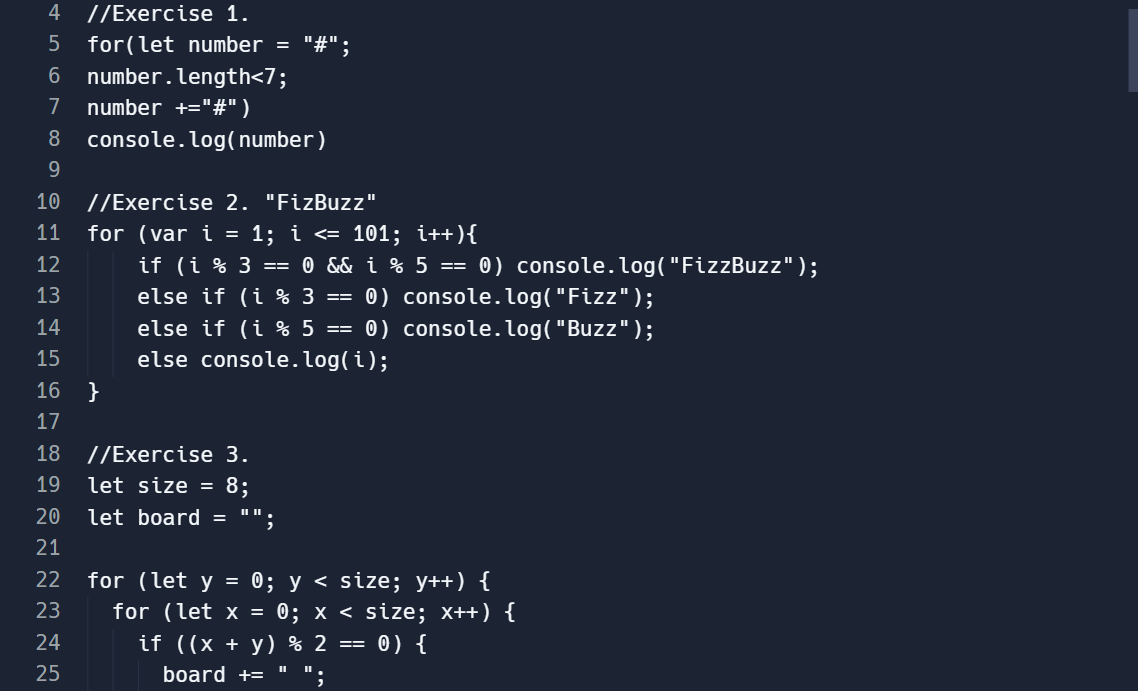 4 //Exercise 1.
5 for(let number = "#";
6 number.length<7;
7 number +="#")
8 console.log(number)
9
10 //Exercise 2. "FizBuzz"
11 for (var i = 1; i <= 101; i++){
12     if (i % 3 == 0 && i % 5 == 0) console.log("FizzBuzz");
13     else if (i % 3 == 0) console.log("Fizz");
14     else if (i % 5 == 0) console.log("Buzz");
15     else console.log(i);
16 }
17
18 //Exercise 3.
19 let size = 8;
20 let board = "";
21
22 for (let y = 0; y < size; y++) {
23   for (let x = 0; x < size; x++) {
24     if ((x + y) % 2 == 0) {
25       board += " ";